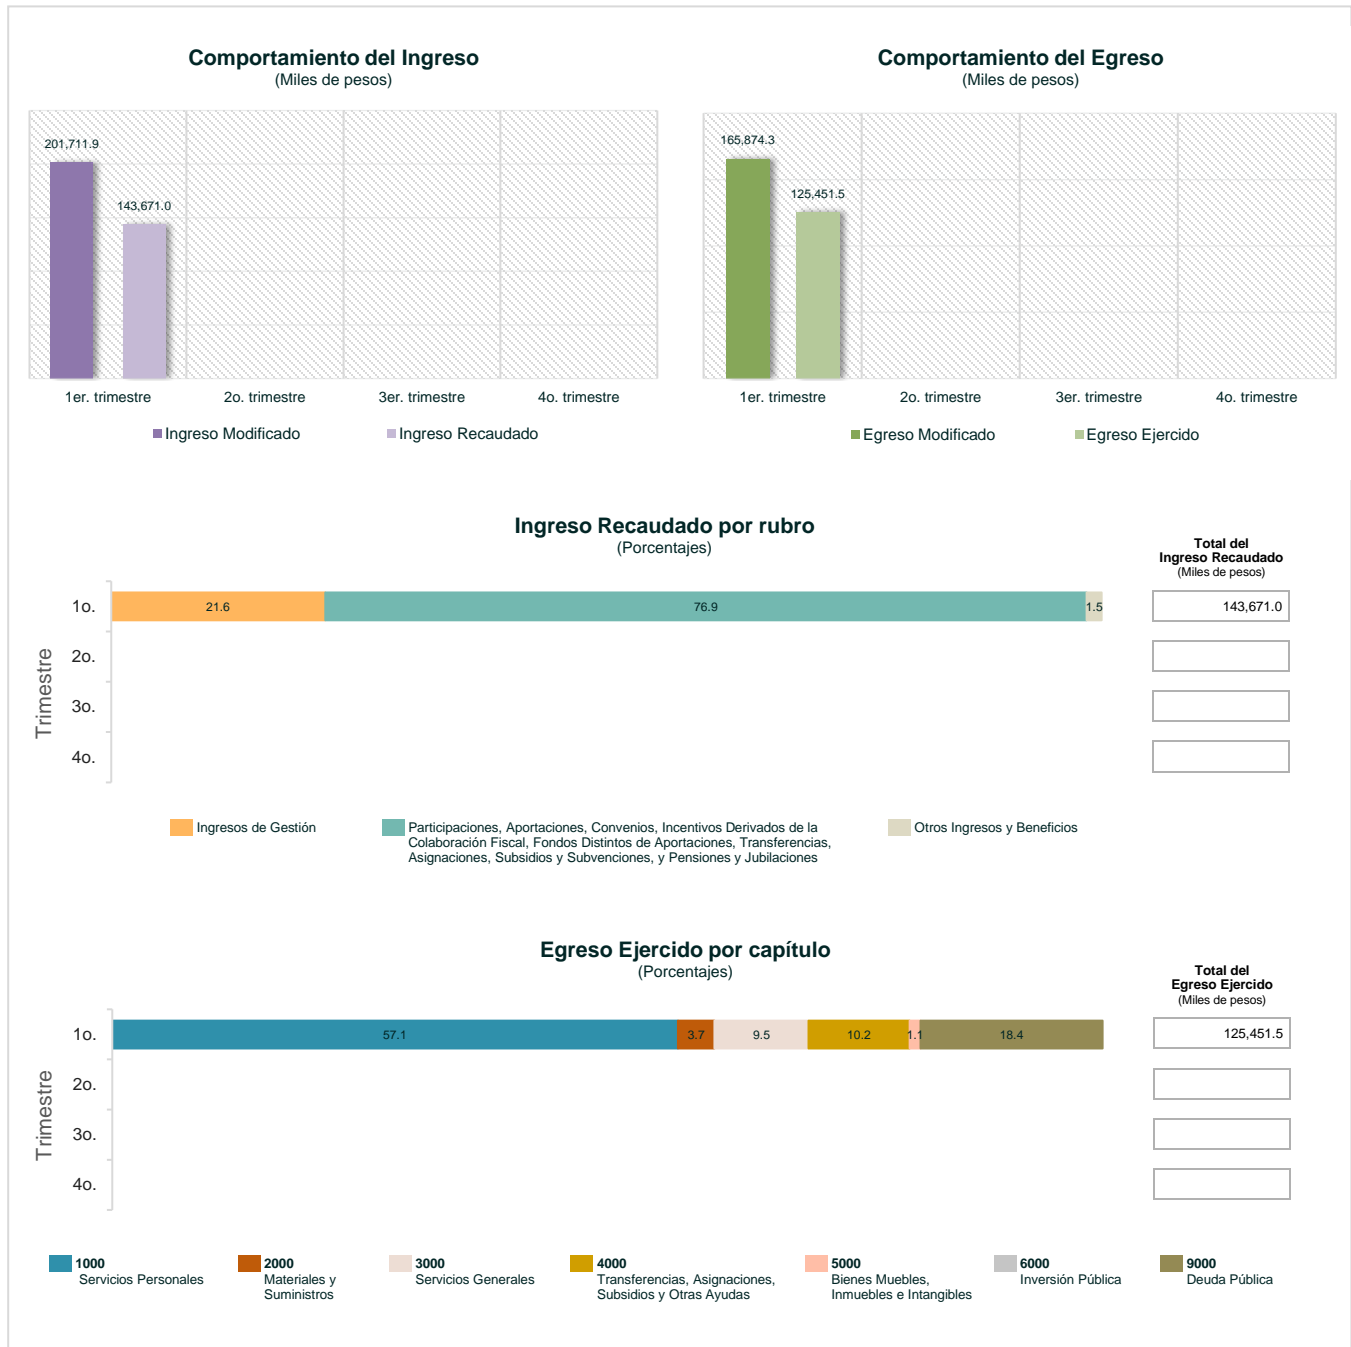 Comportamiento del Ingreso
(Miles de pesos)
201,711.9
143,671.0
1er. trimestre
2o. trimestre
3er. trimestre
4o. trimestre
Ingreso Modificado
Ingreso Recaudado
Comportamiento del Egreso
(Miles de pesos)
165,874.3
125,451.5
1er. trimestre
2o. trimestre
3er. trimestre
4o. trimestre
Egreso Modificado
Egreso Ejercido
Ingreso Recaudado por rubro
(Porcentajes)
Total del
Ingreso Recaudado
(Miles de pesos)
Trimestre
1o.
21.6
76.9
1.5
143,671.0
2o.
3o.
4o.
Ingresos de Gestión
Participaciones, Aportaciones, Convenios, Incentivos Derivados de la
Colaboración Fiscal, Fondos Distintos de Aportaciones, Transferencias,
Asignaciones, Subsidios y Subvenciones, y Pensiones y Jubilaciones
Otros Ingresos y Beneficios
Egreso Ejercido por capítulo
(Porcentajes)
Total del
Egreso Ejercido
(Miles de pesos)
Trimestre
1o.
57.1
3.7
9.5
10.2
1.1
18.4
125,451.5
2o.
3o.
4o.
1000
Servicios Personales
2000
Materiales y
Suministros
3000
Servicios Generales
4000
Transferencias, Asignaciones,
Subsidios y Otras Ayudas
5000
Bienes Muebles,
Inmuebles e Intangibles
6000
Inversión Pública
9000
Deuda Pública